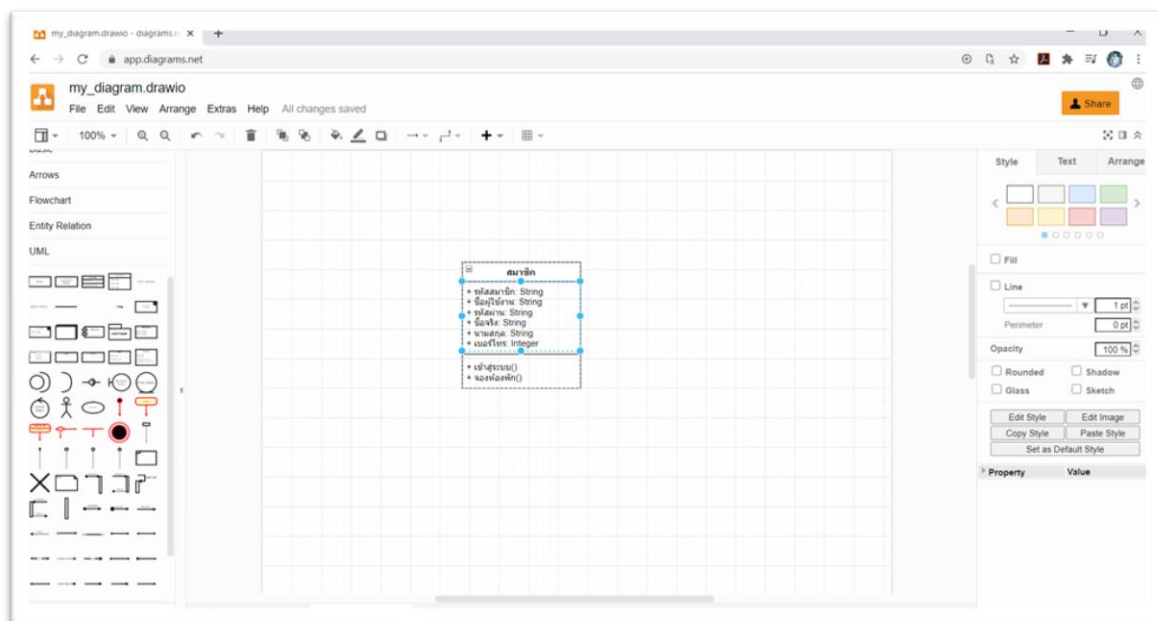 my_diagram.drawio - diagrams.n
app.diagrams.net
my_diagram.drawio
File Edit View Arrange Extras Help All changes saved
Share
100%
Basic
Arrows
Flowchart
Entity Relation
UML
สมาชิก
+ รหัสสมาชิก: String
+ ชื่อผู้ใช้งาน: String
+ รหัสผ่าน: String
+ ชื่อจริง: String
+ นามสกุล: String
+ เบอร์โทร: Integer
+ เข้าสู่ระบบ()
+ จองห้องพัก()
Style Text Arrange
Fill
Line
1 pt
Perimeter 0 pt
Opacity 100 %
Rounded Shadow
Glass Sketch
Edit Style Edit Image
Copy Style Paste Style
Set as Default Style
Property Value